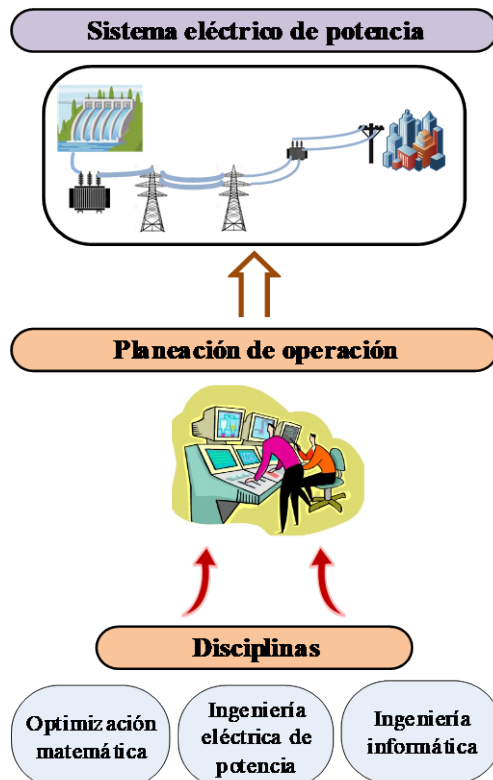 Sistema eléctrico de potencia
Planeación de operación
Disciplinas
Optimización
matemática
Ingeniería
eléctrica de
potencia
Ingeniería
informática